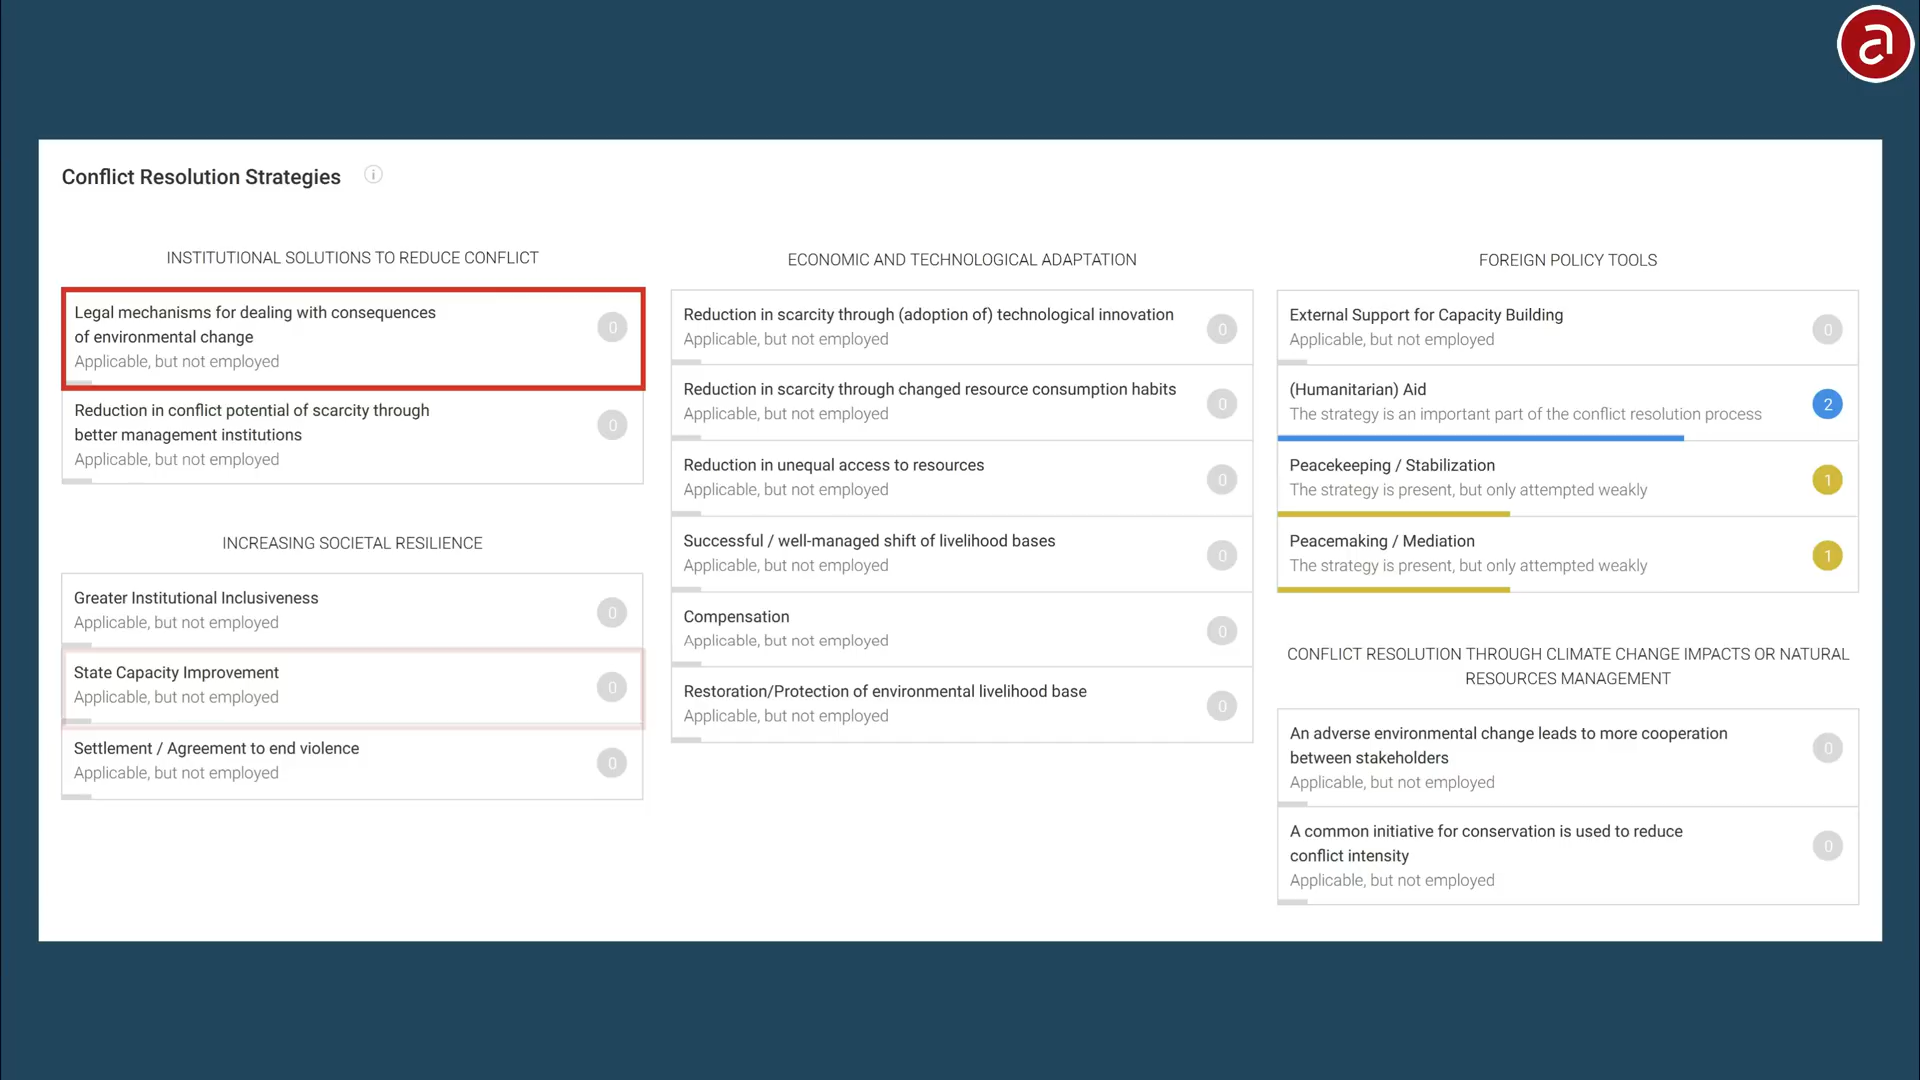 a
Conflict Resolution Strategies
i
INSTITUTIONAL SOLUTIONS TO REDUCE CONFLICT
Legal mechanisms for dealing with consequences
of environmental change
Applicable, but not employed
0
Reduction in conflict potential of scarcity through
better management institutions
Applicable, but not employed
0
INCREASING SOCIETAL RESILIENCE
Greater Institutional Inclusiveness
Applicable, but not employed
0
State Capacity Improvement
Applicable, but not employed
0
Settlement / Agreement to end violence
Applicable, but not employed
0
ECONOMIC AND TECHNOLOGICAL ADAPTATION
Reduction in scarcity through (adoption of) technological innovation
Applicable, but not employed
0
Reduction in scarcity through changed resource consumption habits
Applicable, but not employed
0
Reduction in unequal access to resources
Applicable, but not employed
0
Successful / well-managed shift of livelihood bases
Applicable, but not employed
0
Compensation
Applicable, but not employed
0
Restoration/Protection of environmental livelihood base
Applicable, but not employed
0
FOREIGN POLICY TOOLS
External Support for Capacity Building
Applicable, but not employed
0
(Humanitarian) Aid
The strategy is an important part of the conflict resolution process
2
Peacekeeping / Stabilization
The strategy is present, but only attempted weakly
1
Peacemaking / Mediation
The strategy is present, but only attempted weakly
1
CONFLICT RESOLUTION THROUGH CLIMATE CHANGE IMPACTS OR NATURAL
RESOURCES MANAGEMENT
An adverse environmental change leads to more cooperation
between stakeholders
Applicable, but not employed
0
A common initiative for conservation is used to reduce
conflict intensity
Applicable, but not employed
0